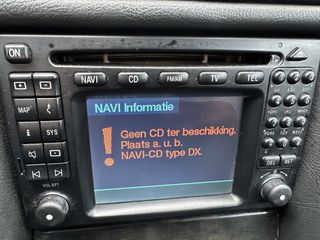 ON
NAVI
CD
FM/AM
TV
TEL
NAVI Informatie
MAP
Geen CD ter beschikking.
Plaats a. u. b.
NAVI-CD type DX.
i
SYS
VOL RPT
DEL
RET